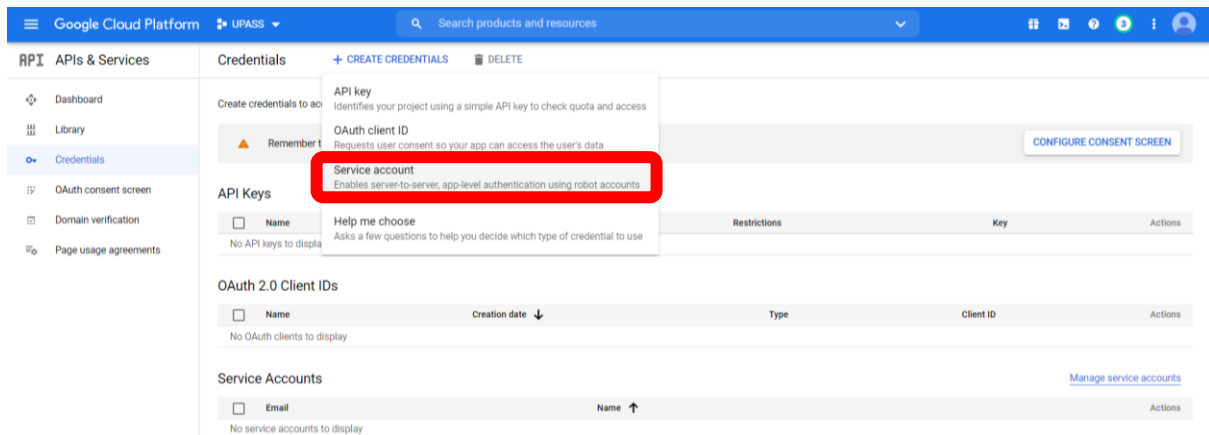 Google Cloud Platform UPASS Search products and resources 3
API APIs & Services Credentials + CREATE CREDENTIALS DELETE
API key
Dashboard Create credentials to acc Identifies your project using a simple API key to check quota and access
Library OAuth client ID
Remember t Requests user consent so your app can access the user's data CONFIGURE CONSENT SCREEN
Credentials
Service account
Enables server-to-server, app-level authentication using robot accounts
OAuth consent screen API Keys
Domain verification Name Help me choose Restrictions Key Actions
No API keys to displa Asks a few questions to help you decide which type of credential to use
Page usage agreements
OAuth 2.0 Client IDs
Name Creation date Type Client ID Actions
No OAuth clients to display
Service Accounts Manage service accounts
Email Name Actions
No service accounts to display